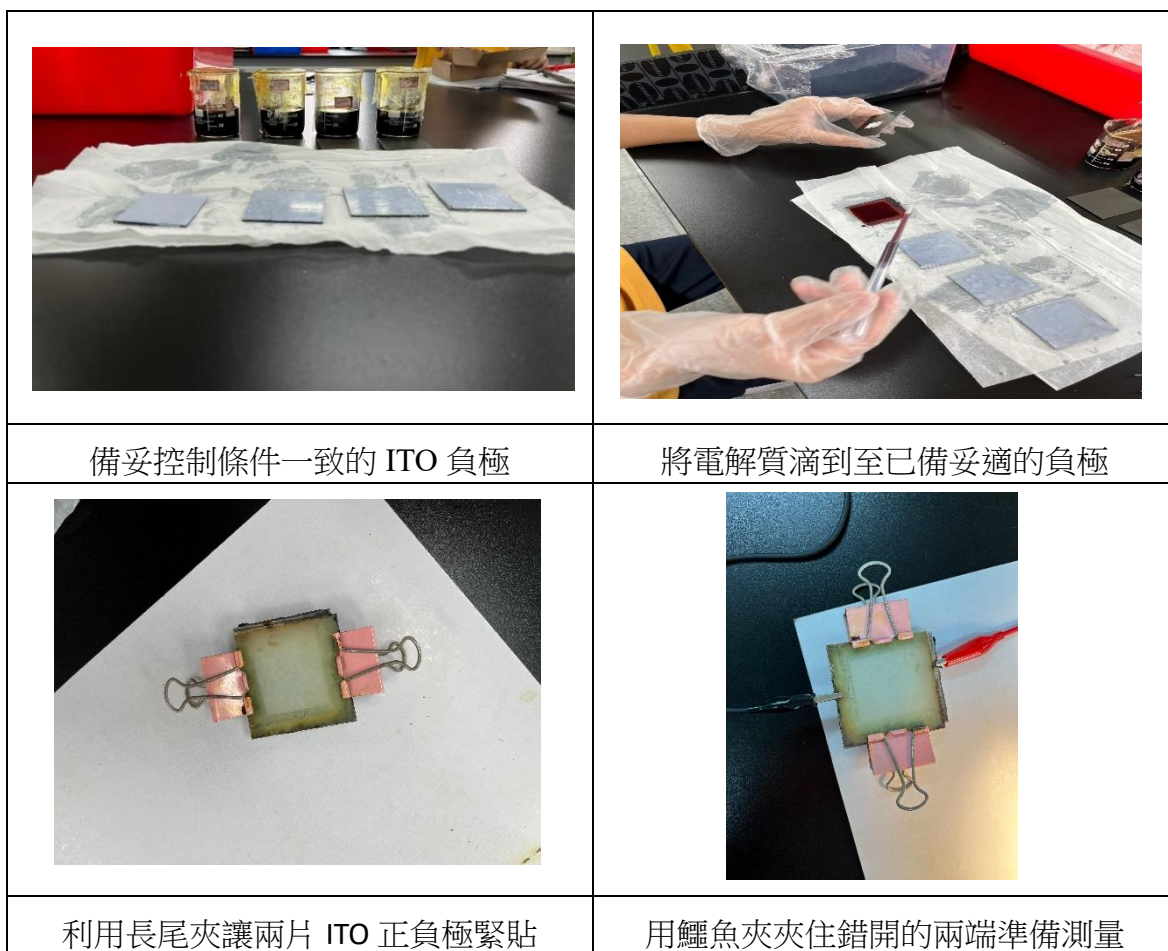 備妥控制條件一致的 ITO 負極
將電解質滴到至已備妥適的負極
利用長尾夾讓兩片 ITO 正負極緊貼
用鱷魚夾夾住錯開的兩端準備測量